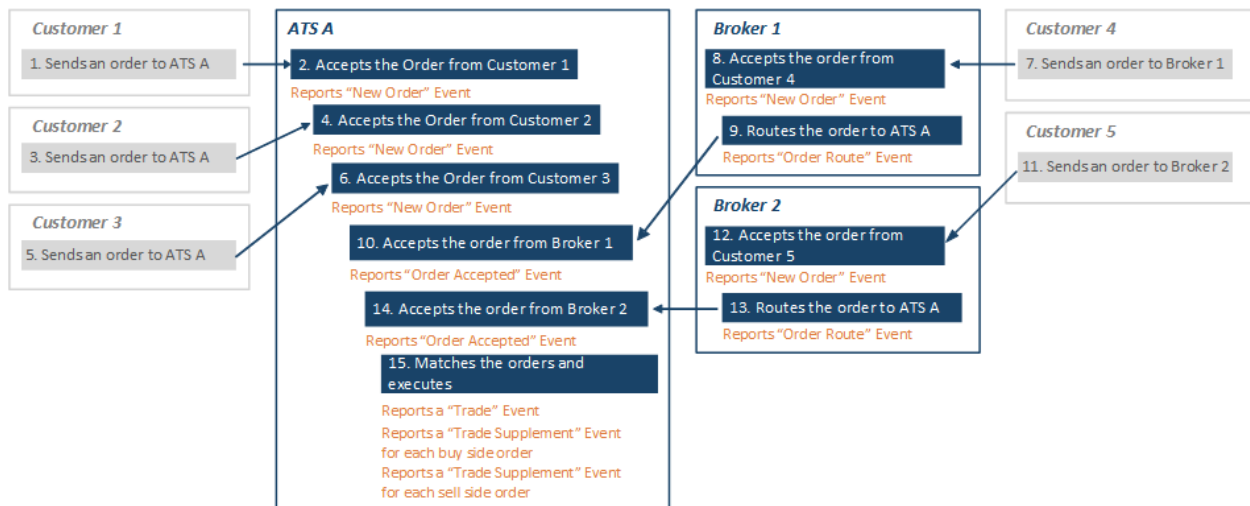 Customer 1
1. Sends an order to ATS A
Customer 2
3. Sends an order to ATS A
Customer 3
5. Sends an order to ATS A
ATS A
2. Accepts the Order from Customer 1
Reports “New Order” Event
4. Accepts the Order from Customer 2
Reports “New Order” Event
6. Accepts the Order from Customer 3
Reports “New Order” Event
10. Accepts the order from Broker 1
Reports “Order Accepted” Event
14. Accepts the order from Broker 2
Reports “Order Accepted” Event
15. Matches the orders and
executes
Reports a “Trade” Event
Reports a “Trade Supplement” Event
for each buy side order
Reports a “Trade Supplement” Event
for each sell side order
Broker 1
8. Accepts the order from
Customer 4
Reports “New Order” Event
9. Routes the order to ATS A
Reports “Order Route” Event
Broker 2
12. Accepts the order from
Customer 5
Reports “New Order” Event
13. Routes the order to ATS A
Reports “Order Route” Event
Customer 4
7. Sends an order to Broker 1
Customer 5
11. Sends an order to Broker 2